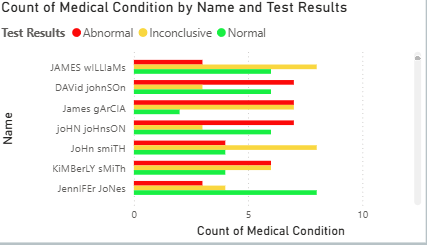 Count of Medical Condition by Name and Test Results
Test Results Abnormal Inconclusive Normal
JAMES wILLIaMs
DAVid johnSOn
James gArCIA
joHN joHnsON
JoHn smiTH
KiMBerLY sMiTh
JennIFEr JoNes
Name
0 5 10
Count of Medical Condition